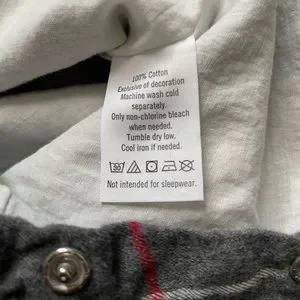 100% Cotton
Exclusive of decoration
Machine wash cold
separately.
Only non-chlorine bleach
when needed.
Tumble dry low.
Cool iron if needed.
Not intended for sleepwear.